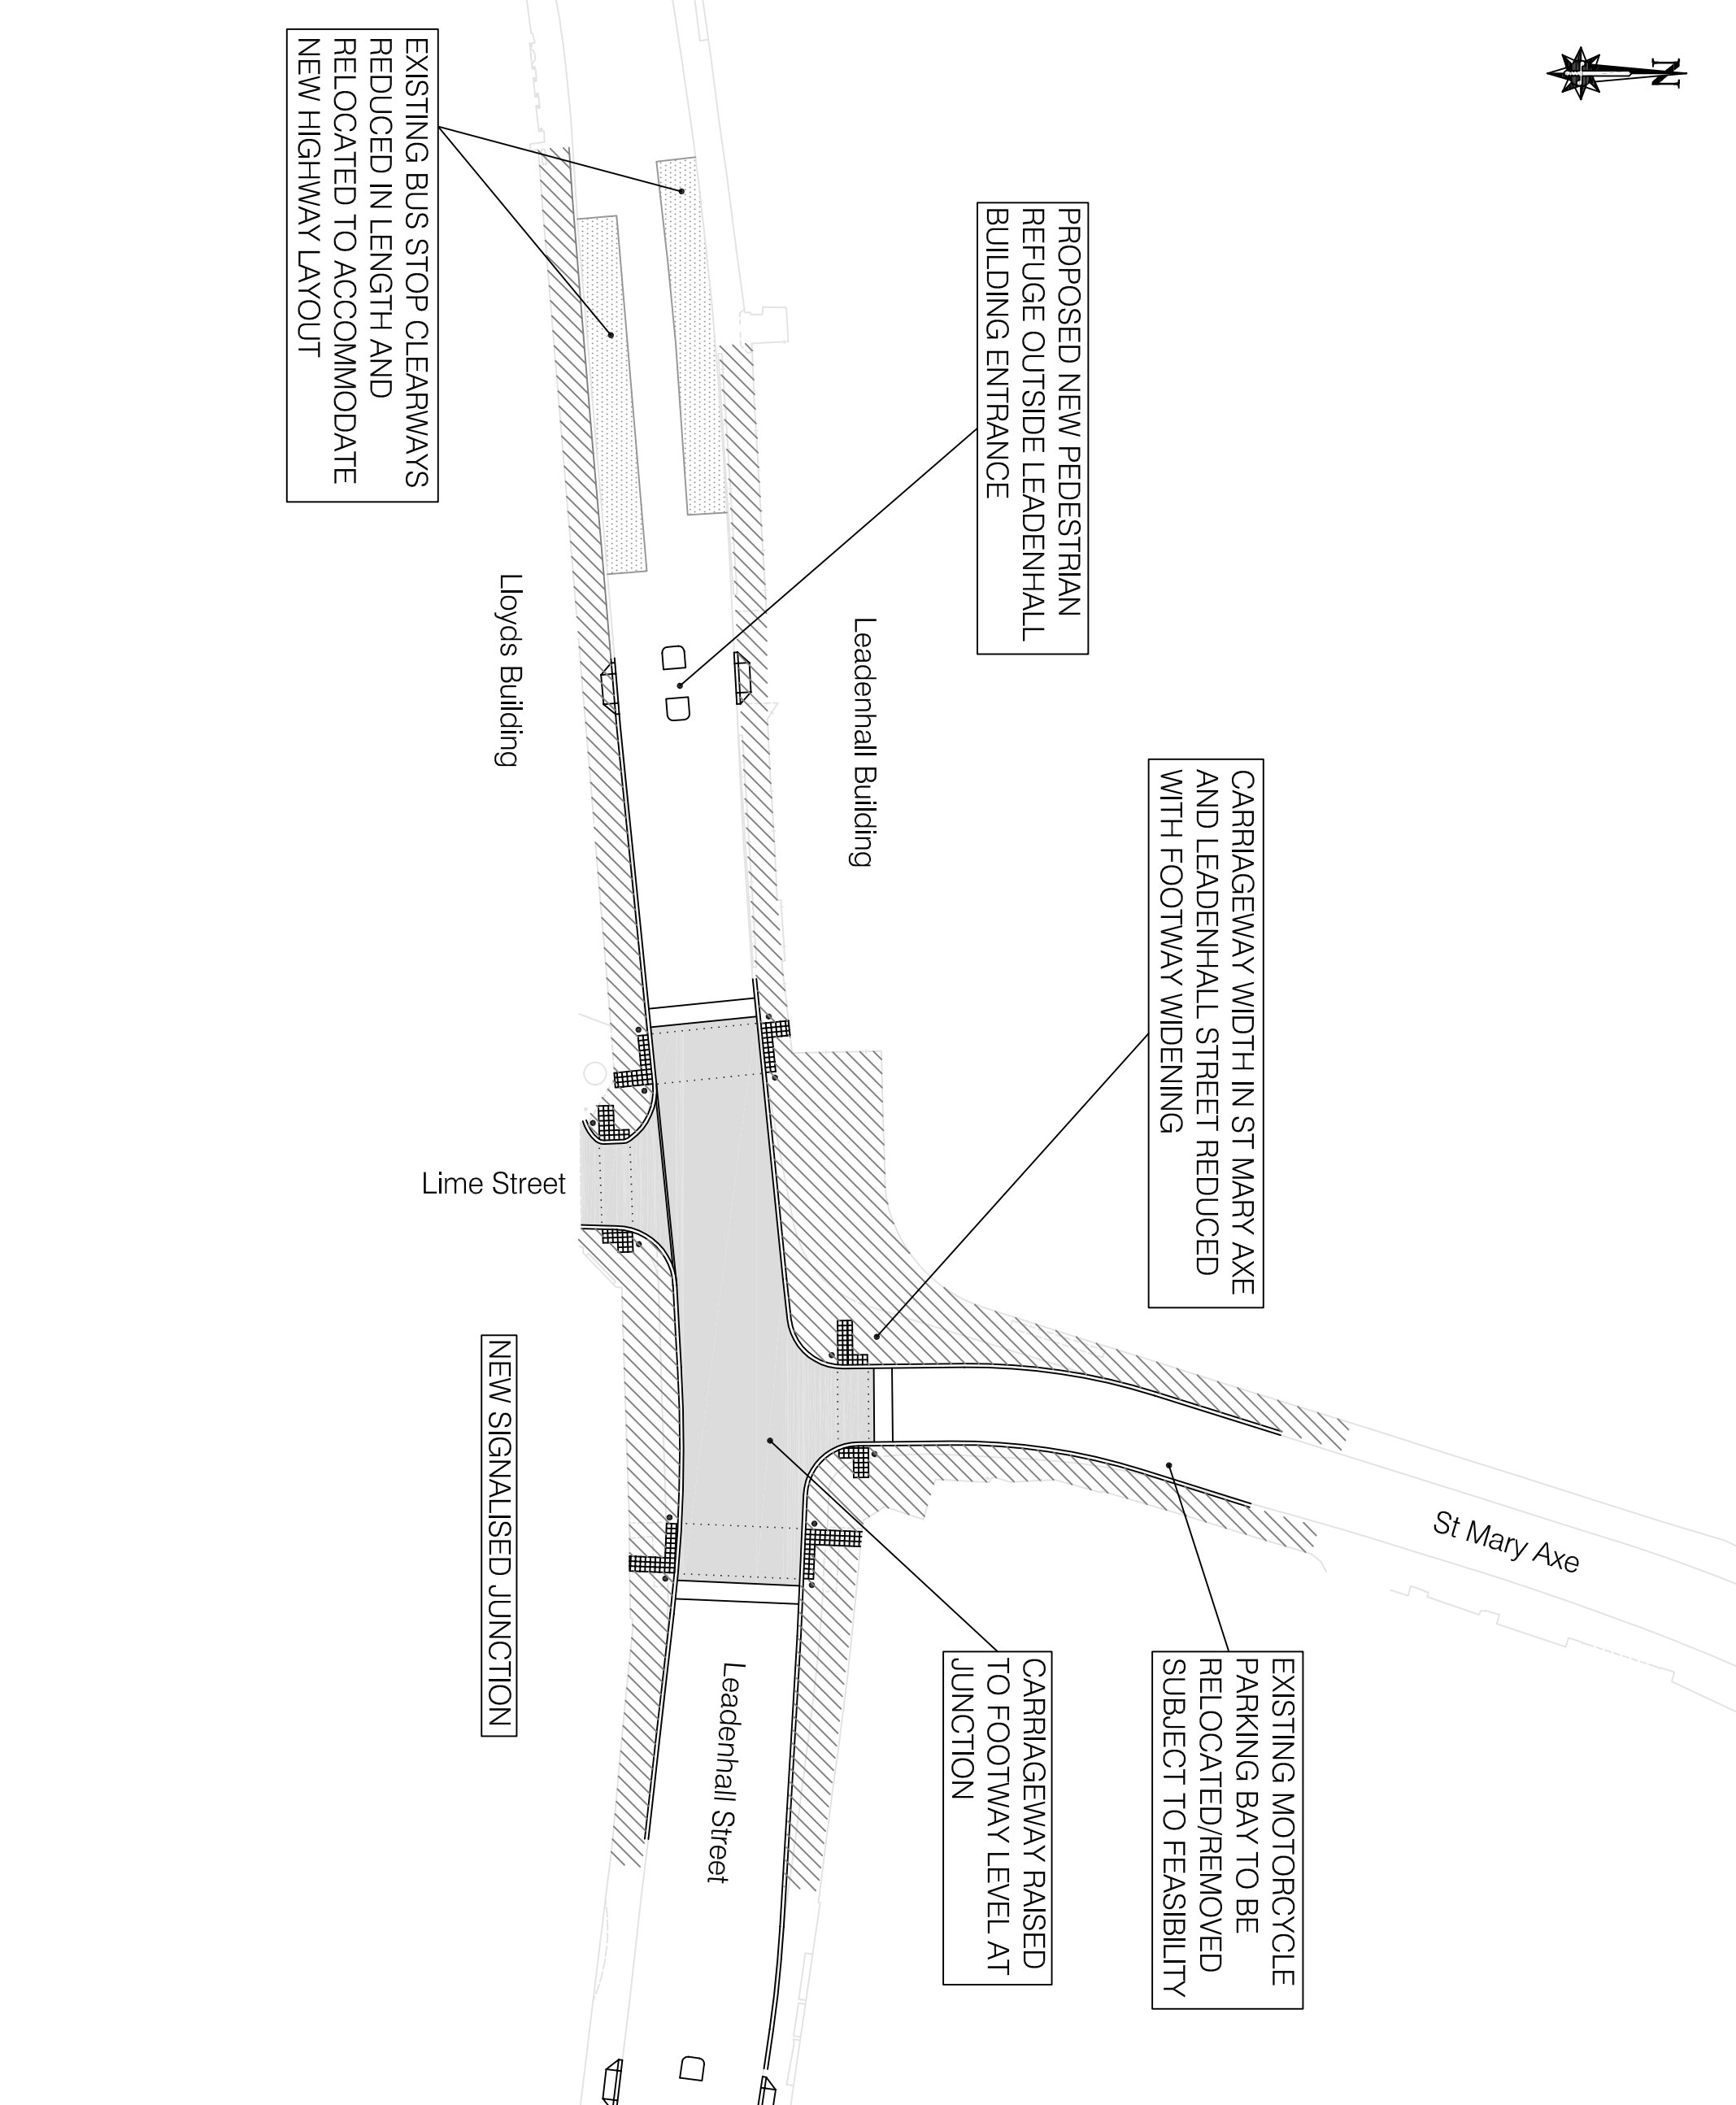 N
EXISTING BUS STOP CLEARWAYS
REDUCED IN LENGTH AND
RELOCATED TO ACCOMMODATE
NEW HIGHWAY LAYOUT
PROPOSED NEW PEDESTRIAN
REFUGE OUTSIDE LEADENHALL
BUILDING ENTRANCE
Lloyds Building
Leadenhall Building
CARRIAGEWAY WIDTH IN ST MARY AXE
AND LEADENHALL STREET REDUCED
WITH FOOTWAY WIDENING
Lime Street
NEW SIGNALISED JUNCTION
St Mary Axe
Leadenhall Street
CARRIAGEWAY RAISED
TO FOOTWAY LEVEL AT
JUNCTION
EXISTING MOTORCYCLE
PARKING BAY TO BE
RELOCATED/REMOVED
SUBJECT TO FEASIBILITY